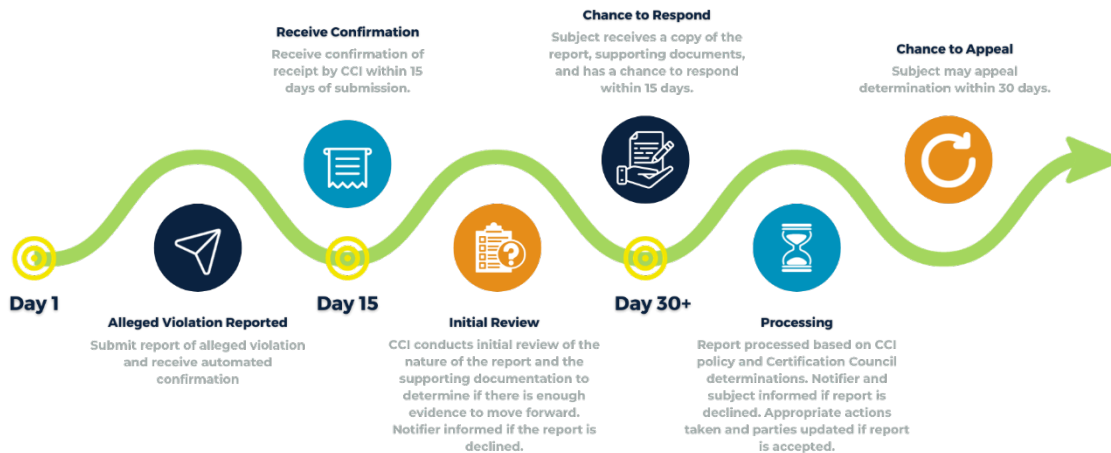 Receive Confirmation
Receive confirmation of
receipt by CCI within 15
days of submission.
Chance to Respond
Subject receives a copy of the
report, supporting documents,
and has a chance to respond
within 15 days.
Chance to Appeal
Subject may appeal
determination within 30 days.
Day 1
Day 15
Day 30+
Alleged Violation Reported
Submit report of alleged violation
and receive automated
confirmation
Initial Review
CCI conducts initial review of the
nature of the report and the
supporting documentation to
determine if there is enough
evidence to move forward.
Notifier informed if the report is
declined.
Processing
Report processed based on CCI
policy and Certification Council
determinations. Notifier and
subject informed if report is
declined. Appropriate actions
taken and parties updated if report
is accepted.